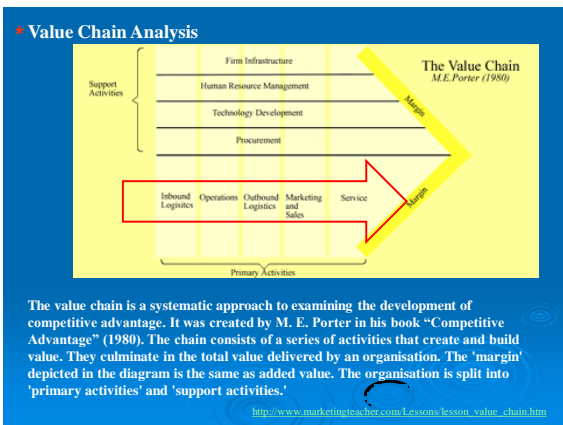 * Value Chain Analysis
The Value Chain
M.E.Porter (1980)
Support
Activities
Firm Infrastructure
Human Resource Management
Technology Development
Procurement
Margin
Inbound
Logisitcs
Operations
Outbound
Logistics
Marketing
and
Sales
Service
Margin
Primary Activities
The value chain is a systematic approach to examining the development of
competitive advantage. It was created by M. E. Porter in his book “Competitive
Advantage” (1980). The chain consists of a series of activities that create and build
value. They culminate in the total value delivered by an organisation. The 'margin'
depicted in the diagram is the same as added value. The organisation is split into
'primary activities' and 'support activities.'
http://www.marketingteacher.com/Lessons/lesson_value_chain.htm